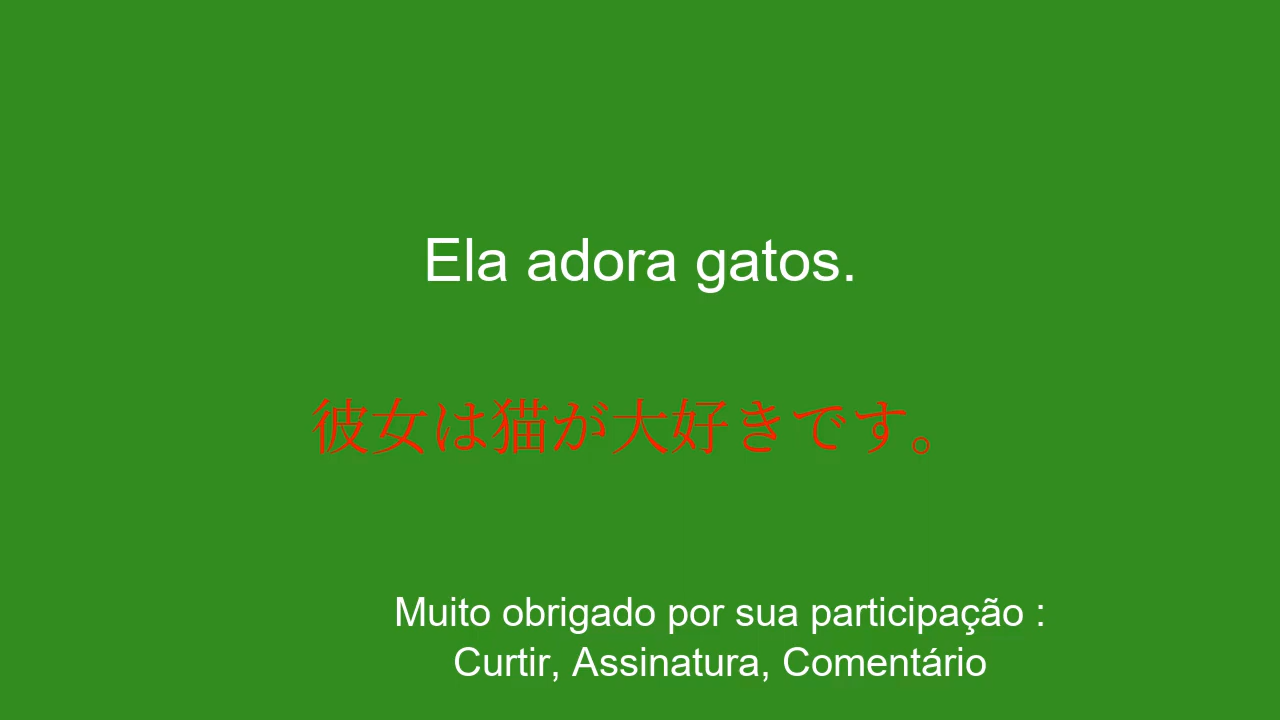 Ela adora gatos.
彼女は猫が大好きです。
Muito obrigado por sua participação :
Curtir, Assinatura, Comentário